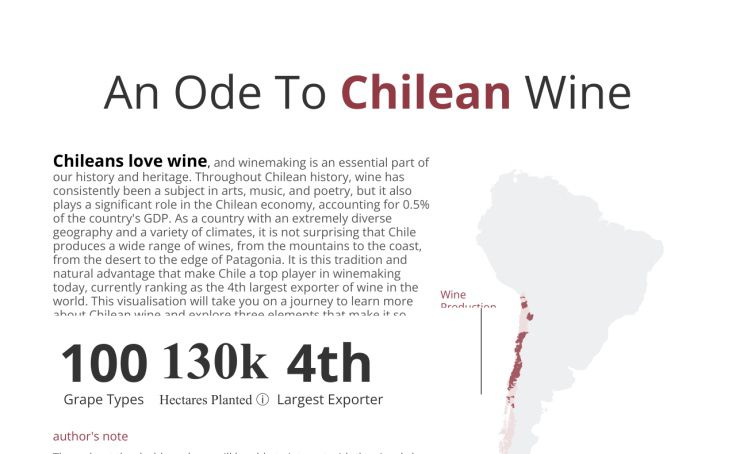 An Ode To Chilean Wine
Chileans love wine, and winemaking is an essential part of
our history and heritage. Throughout Chilean history, wine has
consistently been a subject in arts, music, and poetry, but it also
plays a significant role in the Chilean economy, accounting for 0.5%
of the country's GDP. As a country with an extremely diverse
geography and a variety of climates, it is not surprising that Chile
produces a wide range of wines, from the mountains to the coast,
from the desert to the edge of Patagonia. It is this tradition and
natural advantage that make Chile a top player in winemaking
today, currently ranking as the 4th largest exporter of wine in the
world. This visualisation will take you on a journey to learn more
about Chilean wine and explore three elements that make it so
Wine
Production
100 130k 4th
Grape Types Hectares Planted ⓘ Largest Exporter
author's note